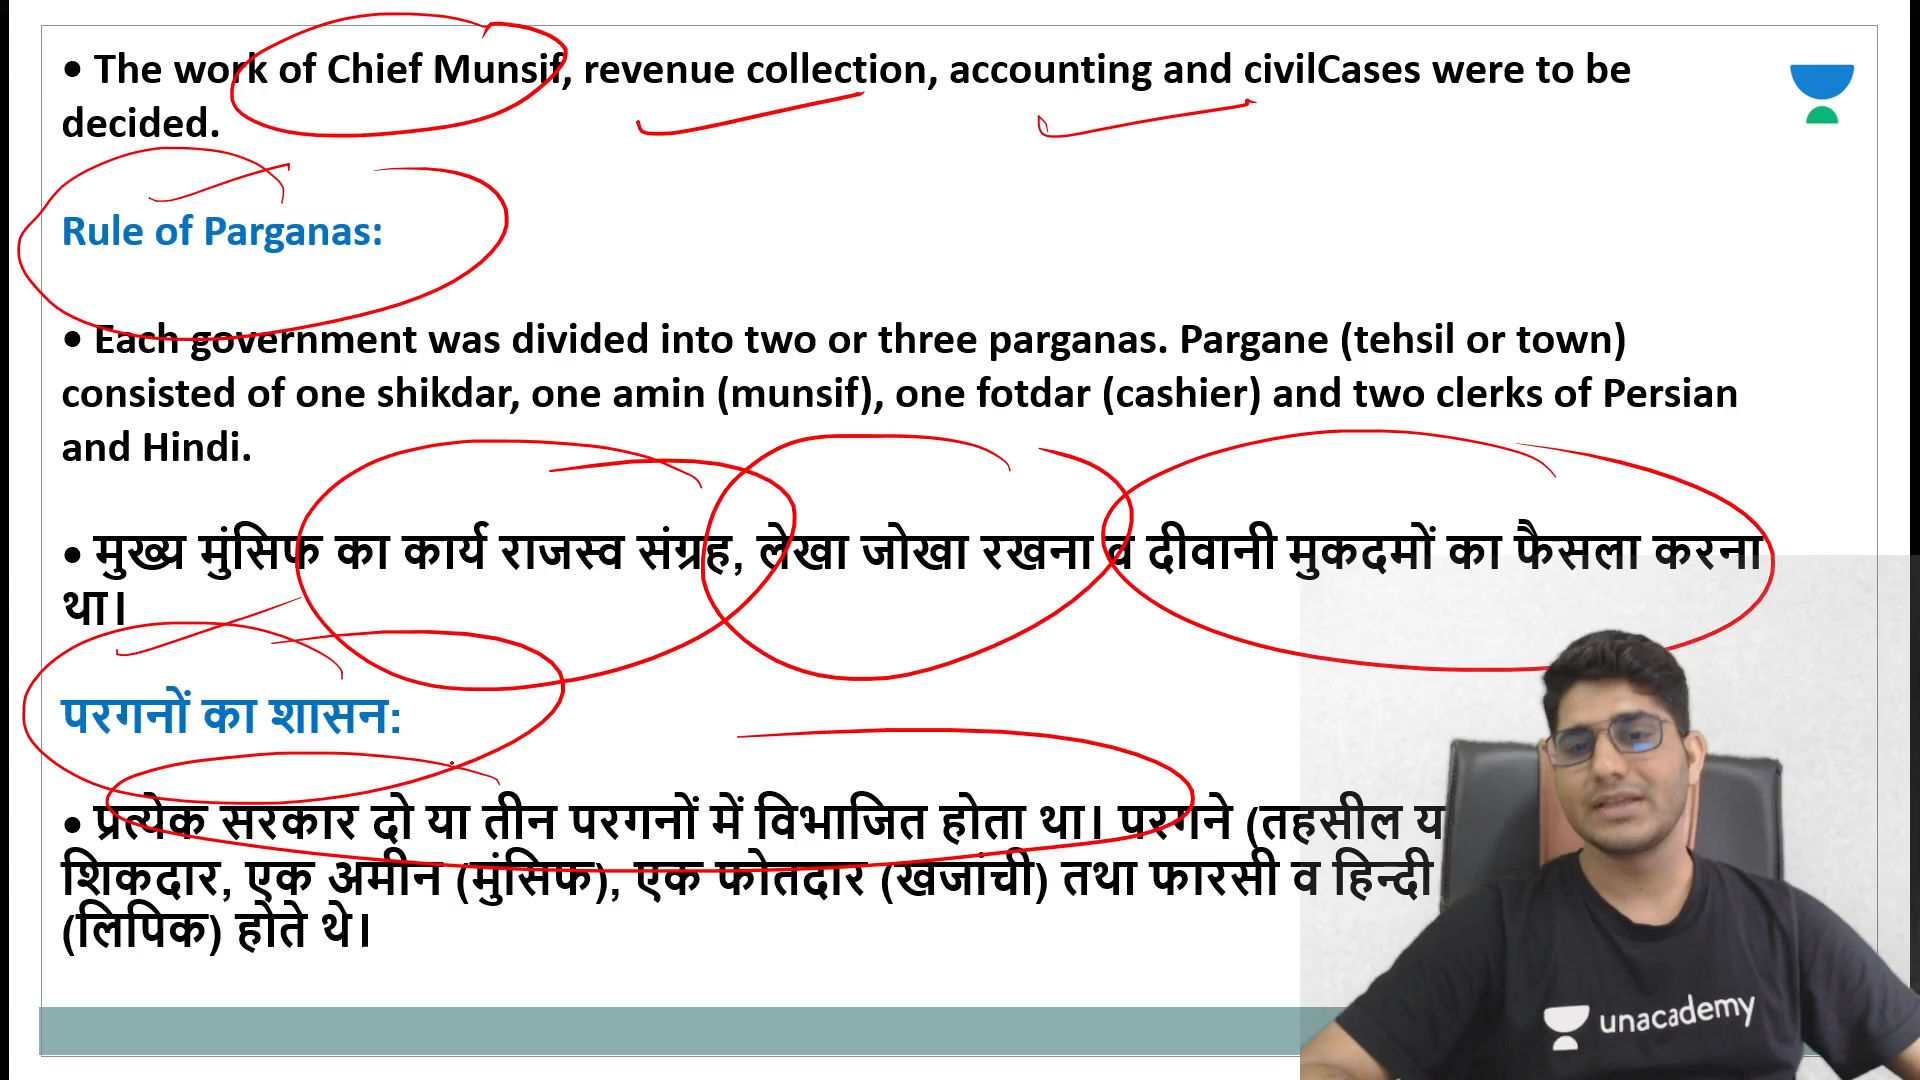 • The work of Chief Munsif, revenue collection, accounting and civilCases were to be
decided.
Rule of Parganas:
• Each government was divided into two or three parganas. Pargane (tehsil or town)
consisted of one shikdar, one amin (munsif), one fotdar (cashier) and two clerks of Persian
and Hindi.
• मुख्य मुंसिफ का कार्य राजस्व संग्रह, लेखा जोखा रखना व दीवानी मुकदमों का फैसला करना
था।
परगनों का शासन:
• प्रत्येक सरकार दो या तीन परगनों में विभाजित होता था। परगने (तहसील य
शिकदार, एक अमीन (मुंसिफ), एक फोतदार (खजांची) तथा फारसी व हिन्दी
(लिपिक) होते थे।
unacademy